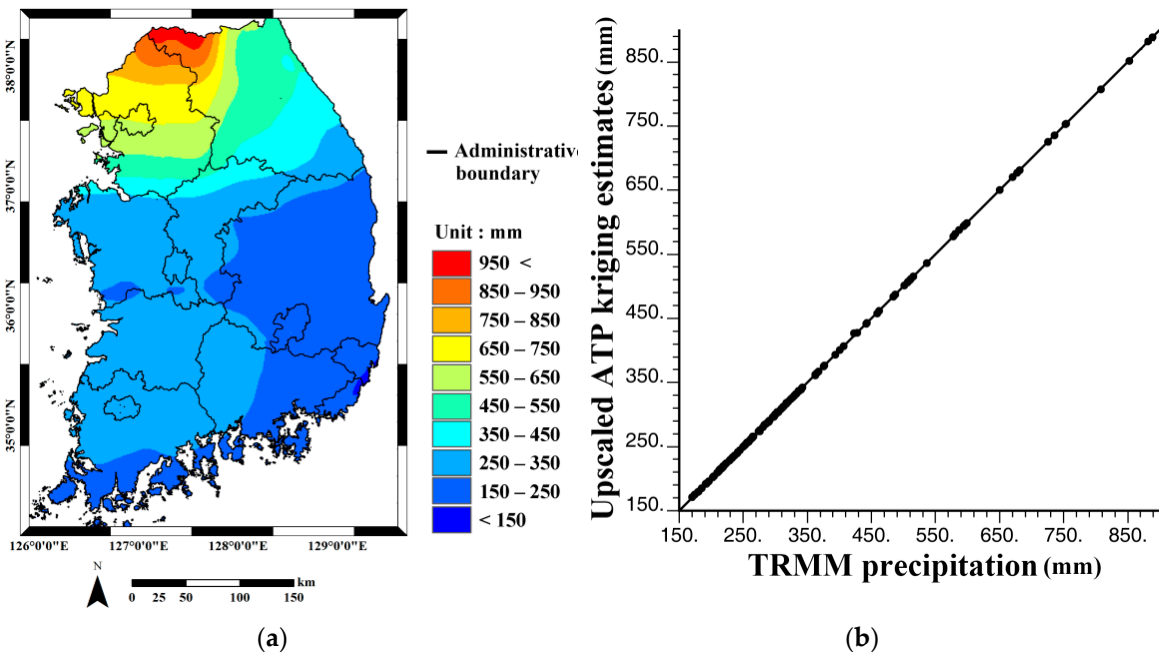 38°0'0"N
37°0'0"N
36°0'0"N
35°0'0"N
126°0'0"E
127°0'0"E
128°0'0"E
129°0'0"E
Administrative
boundary
Unit : mm
950 <
850 – 950
750 – 850
650 – 750
550 – 650
450 – 550
350 – 450
250 – 350
150 – 250
< 150
N
km
0 25 50 100 150
(a)
Upscaled ATP kriging estimates (mm)
850.
750.
650.
550.
450.
350.
250.
150.
150. 250. 350. 450. 550. 650. 750. 850.
TRMM precipitation (mm)
(b)